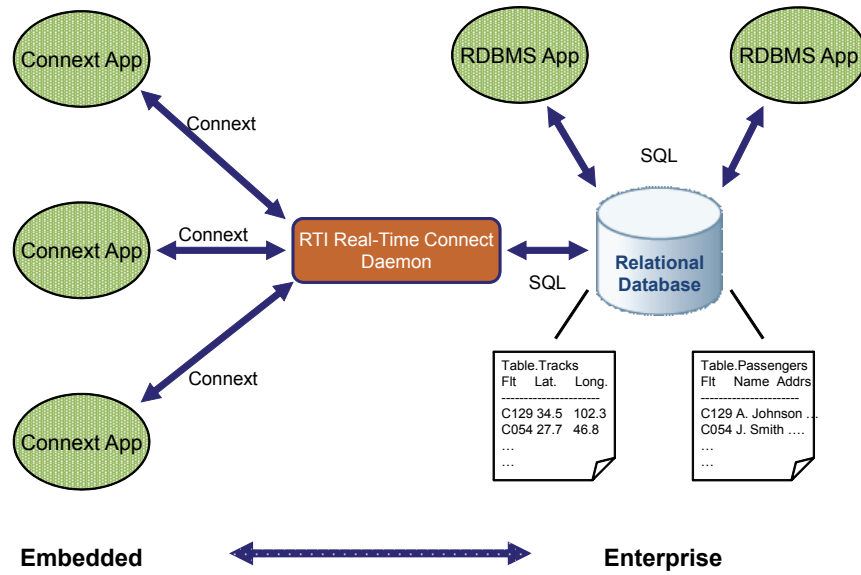 Connext App
RDBMS App
RDBMS App
Connext
SQL
Connext App
Connext
RTI Real-Time Connect
Daemon
SQL
Relational
Database
Connext
Connext App
Table.Tracks
Flt Lat. Long.
-----------------------
C129 34.5 102.3
C054 27.7 46.8
…
…
Table.Passengers
Flt Name Addrs
-----------------------
C129 A. Johnson …
C054 J. Smith ….
…
…
Embedded
Enterprise